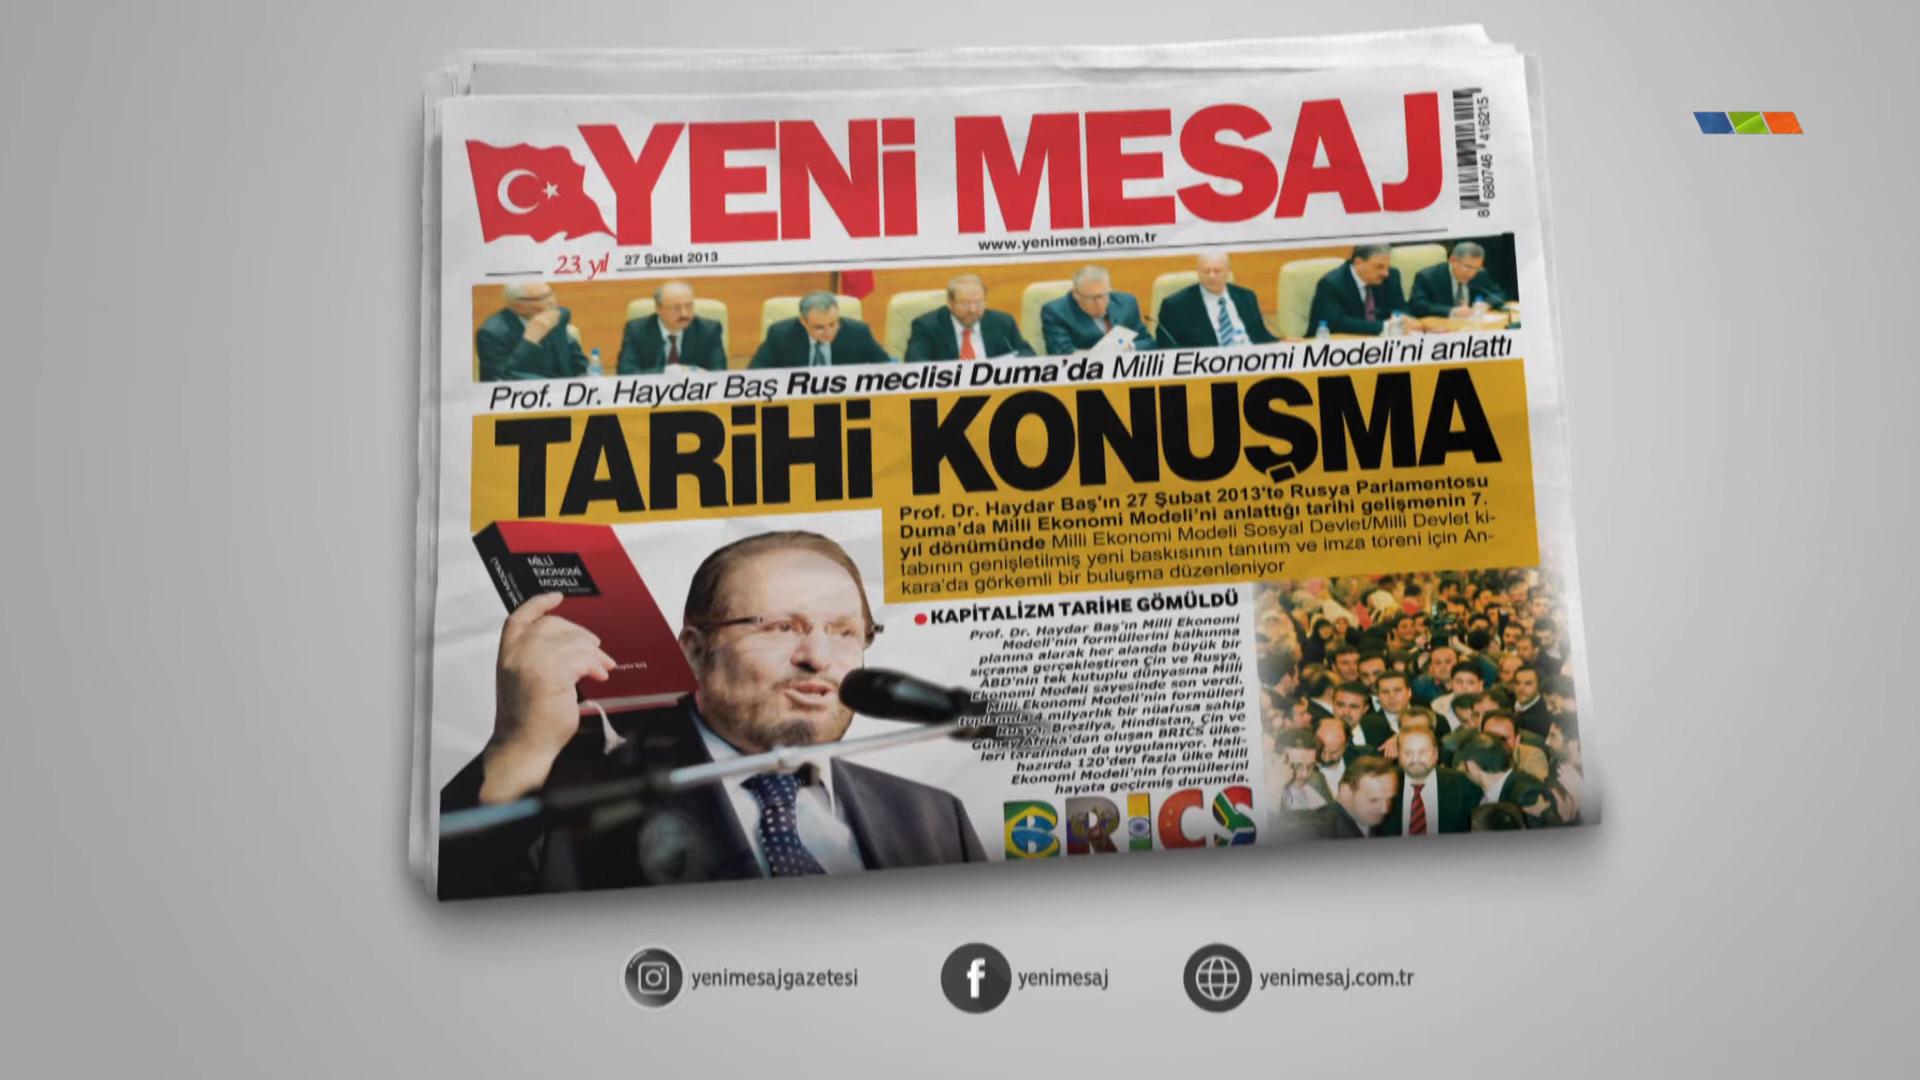 YENİ MESAJ
8 680746 416215
www.yenimesaj.com.tr
23. yıl 27 Şubat 2013
Prof. Dr. Haydar Baş Rus meclisi Duma'da Milli Ekonomi Modeli'ni anlattı
TARİHİ KONUŞMA
Prof. Dr. Haydar Baş'ın 27 Şubat 2013'te Rusya Parlamentosu
Duma'da Milli Ekonomi Modeli'ni anlattığı tarihi gelişmenin 7.
yıl dönümünde Milli Ekonomi Modeli Sosyal Devlet/Milli Devlet ki-
tabının genişletilmiş yeni baskısının tanıtım ve imza töreni için An-
kara'da görkemli bir buluşma düzenleniyor
MİLLİ
EKONOMİ
MODELİ
KAPİTALİZM TARİHE GÖMÜLDÜ
Prof. Dr. Haydar Baş'ın Milli Ekonomi
Modeli'nin formüllerini kalkınma
planına alarak her alanda büyük bir
sıçrama gerçekleştiren Çin ve Rusya,
ABD'nin tek kutuplu dünyasına Milli
Ekonomi Modeli sayesinde son verdi.
Milli Ekonomi Modeli'nin formülleri
toplamda 4 milyarlık bir nüafusa sahip
Rusya, Brezilya, Hindistan, Çin ve
Güney Afrika'dan oluşan BRICS ülke-
leri tarafından da uygulanıyor. Hali-
hazırda 120'den fazla ülke Milli
Ekonomi Modeli'nin formüllerini
hayata geçirmiş durumda.
BRICS
yenimesajgazetesi
yenimesaj
yenimesaj.com.tr